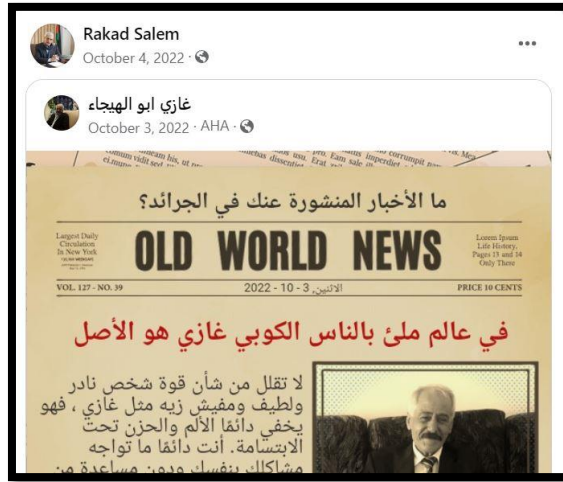 Rakad Salem
October 4, 2022 ·
غازي ابو الهيجاء
October 3, 2022 · AHA ·
ما الأخبار المنشورة عنك في الجرائد؟
Largest Daily
Circulation
In New York
OLD WORLD NEWS
Lorem Ipsum
Life History,
Pages 13 and 14
Only There
VOL. 127 - NO. 39
الاثنين, 3 - 10 - 2022
PRICE 10 CENTS
في عالم ملئ بالناس الكوبي غازي هو الأصل
لا تقلل من شأن قوة شخص نادر
ولطيف ومفيش زيه مثل غازي ، فهو
يخفي دائمًا الألم والحزن تحت
الابتسامة. أنت دائمًا ما تواجه
مشاكلك بنفسك ودون مساعدة من